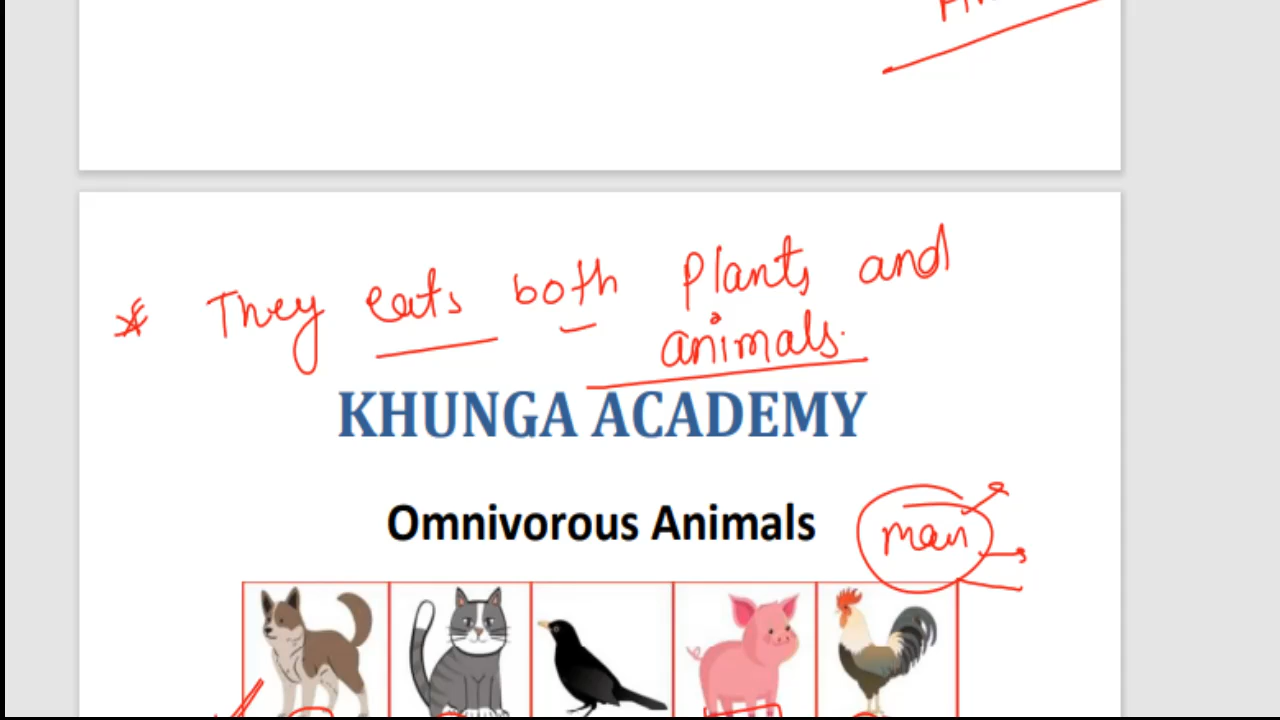 * They eats both Plants and
animals.
KHUNGA ACADEMY
Omnivorous Animals
man